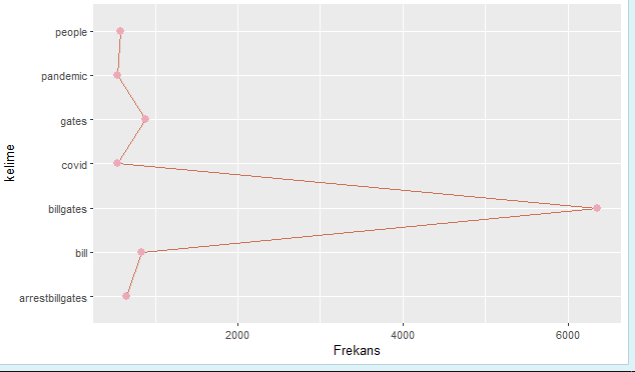 people
pandemic
gates
covid
billgates
bill
arrestbillgates
kelime
2000
4000
6000
Frekans